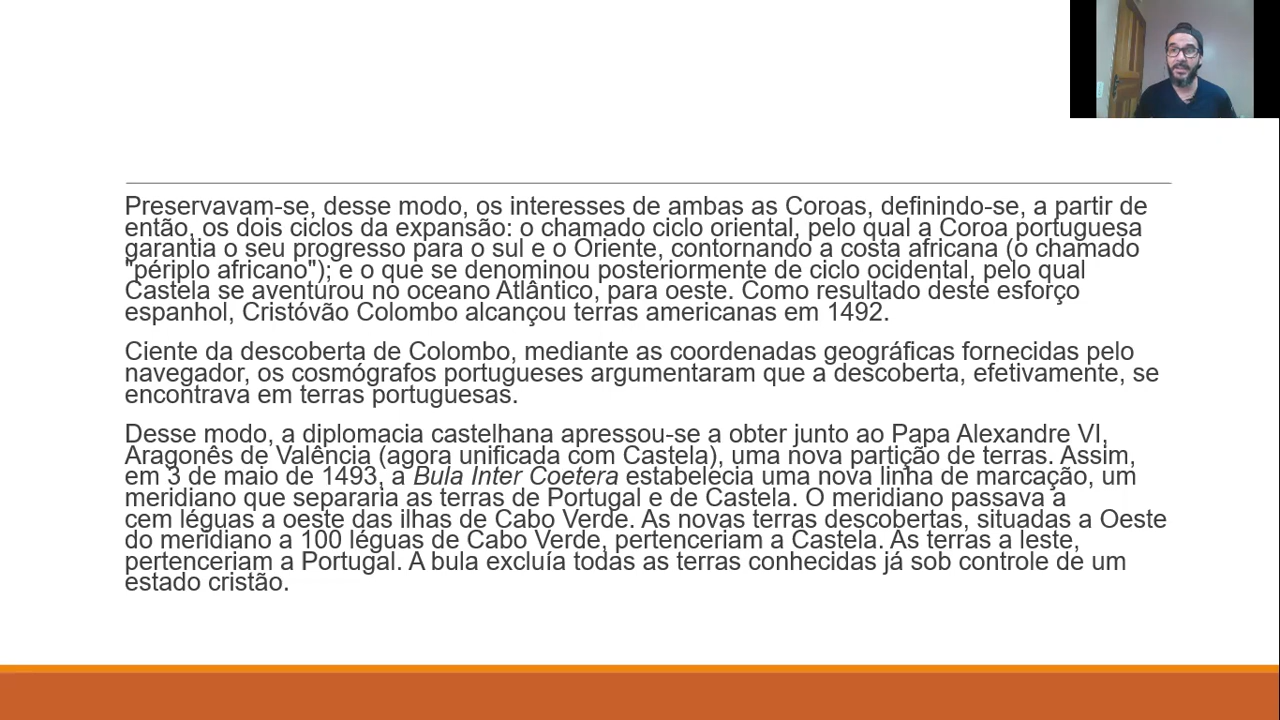 Preservavam-se, desse modo, os interesses de ambas as Coroas, definindo-se, a partir de
então, os dois ciclos da expansão: o chamado ciclo oriental, pelo qual a Coroa portuguesa
garantia o seu progresso para o sul e o Oriente, contornando a costa africana (o chamado
"périplo africano"); e o que se denominou posteriormente de ciclo ocidental, pelo qual
Castela se aventurou no oceano Atlântico, para oeste. Como resultado deste esforço
espanhol, Cristóvão Colombo alcançou terras americanas em 1492.
Ciente da descoberta de Colombo, mediante as coordenadas geográficas fornecidas pelo
navegador, os cosmógrafos portugueses argumentaram que a descoberta, efetivamente, se
encontrava em terras portuguesas.
Desse modo, a diplomacia castelhana apressou-se a obter junto ao Papa Alexandre VI,
Aragonês de Valência (agora unificada com Castela), uma nova partição de terras. Assim,
em 3 de maio de 1493, a Bula Inter Coetera estabelecia uma nova linha de marcação, um
meridiano que separaria as terras de Portugal e de Castela. O meridiano passava a
cem léguas a oeste das ilhas de Cabo Verde. As novas terras descobertas, situadas a Oeste
do meridiano a 100 léguas de Cabo Verde, pertenceriam a Castela. As terras a leste,
pertenceriam a Portugal. A bula excluía todas as terras conhecidas já sob controle de um
estado cristão.